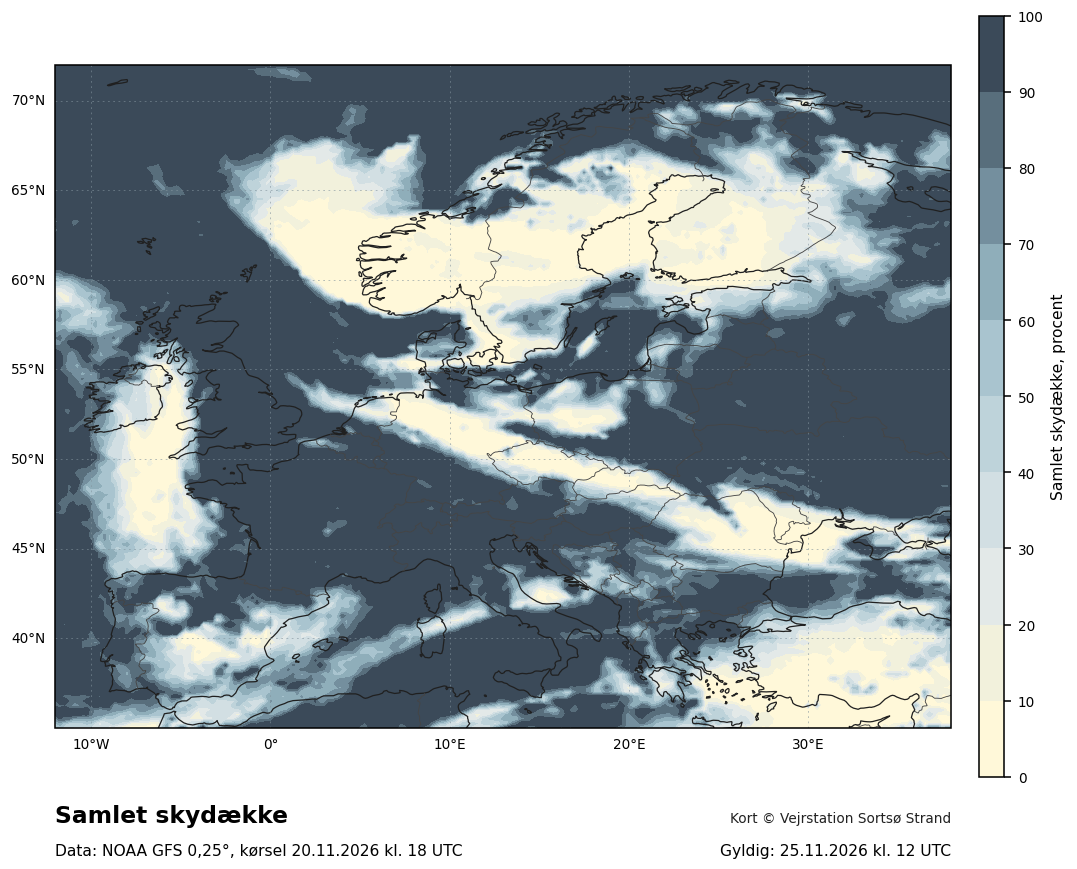 100
90
80
70
60
50
40
30
20
10
0
Samlet skydække, procent
70°N
65°N
60°N
55°N
50°N
45°N
40°N
10°W
0°
10°E
20°E
30°E
Samlet skydække
Kort © Vejrstation Sortsø Strand
Data: NOAA GFS 0,25°, kørsel 20.11.2026 kl. 18 UTC
Gyldig: 25.11.2026 kl. 12 UTC